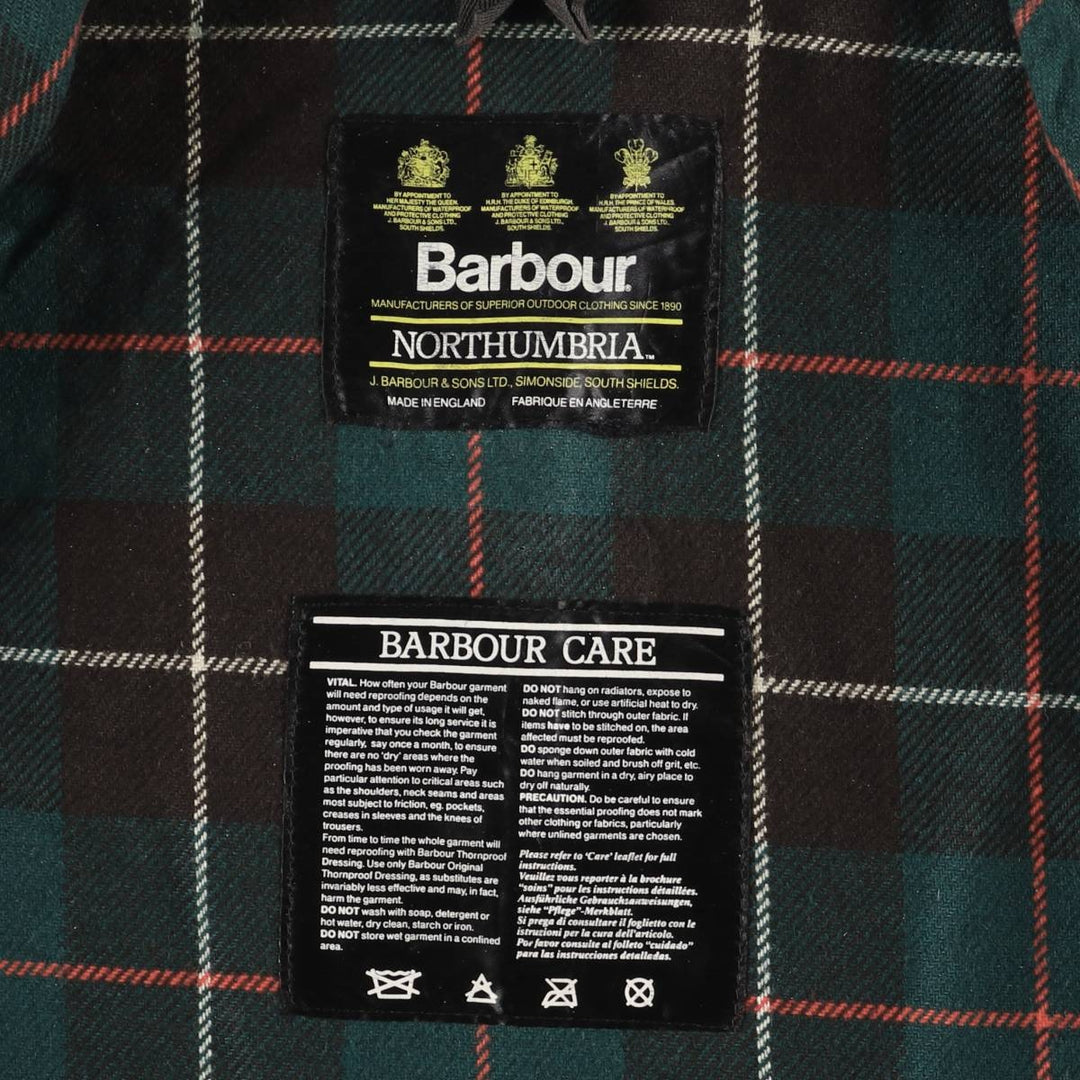 BY APPOINTMENT TO
HER MAJESTY THE QUEEN.
MANUFACTURERS OF WATERPROOF
AND PROTECTIVE CLOTHING
J. BARBOUR & SONS LTD.,
SOUTH SHIELDS.
BY APPOINTMENT TO
H.R.H. THE DUKE OF EDINBURGH.
MANUFACTURERS OF WATERPROOF
AND PROTECTIVE CLOTHING
J. BARBOUR & SONS LTD.,
SOUTH SHIELDS.
BY APPOINTMENT TO
H.R.H. THE PRINCE OF WALES.
MANUFACTURERS OF WATERPROOF
AND PROTECTIVE CLOTHING
J. BARBOUR & SONS LTD.,
SOUTH SHIELDS.
Barbour®
MANUFACTURERS OF SUPERIOR OUTDOOR CLOTHING SINCE 1890
NORTHUMBRIA™
J. BARBOUR & SONS LTD., SIMONSIDE, SOUTH SHIELDS.
MADE IN ENGLAND FABRIQUE EN ANGLETERRE
BARBOUR CARE
VITAL. How often your Barbour garment
will need reproofing depends on the
amount and type of usage it will get,
however, to ensure its long service it is
imperative that you check the garment
regularly, say once a month, to ensure
there are no 'dry' areas where the
proofing has been worn away. Pay
particular attention to critical areas such
as the shoulders, neck seams and areas
most subject to friction, eg. pockets,
creases in sleeves and the knees of
trousers.
From time to time the whole garment will
need reproofing with Barbour Thornproof
Dressing. Use only Barbour Original
Thornproof Dressing, as substitutes are
invariably less effective and may, in fact,
harm the garment.
DO NOT wash with soap, detergent or
hot water, dry clean, starch or iron.
DO NOT store wet garment in a confined
area.
DO NOT hang on radiators, expose to
naked flame, or use artificial heat to dry.
DO NOT stitch through outer fabric. If
items have to be stitched on, the area
affected must be reproofed.
DO sponge down outer fabric with cold
water when soiled and brush off grit, etc.
DO hang garment in a dry, airy place to
dry off naturally.
PRECAUTION. Do be careful to ensure
that the essential proofing does not mark
other clothing or fabrics, particularly
where unlined garments are chosen.
Please refer to 'Care' leaflet for full
instructions.
Veuillez vous reporter à la brochure
"soins" pour les instructions détaillées.
Ausführliche Gebrauchsanweisungen,
siehe "Pflege"-Merkblatt.
Si prega di consultare il foglietto con le
istruzioni per la cura dell'articolo.
Por favor consulte al folleto "cuidado"
para las instrucciones detalladas.